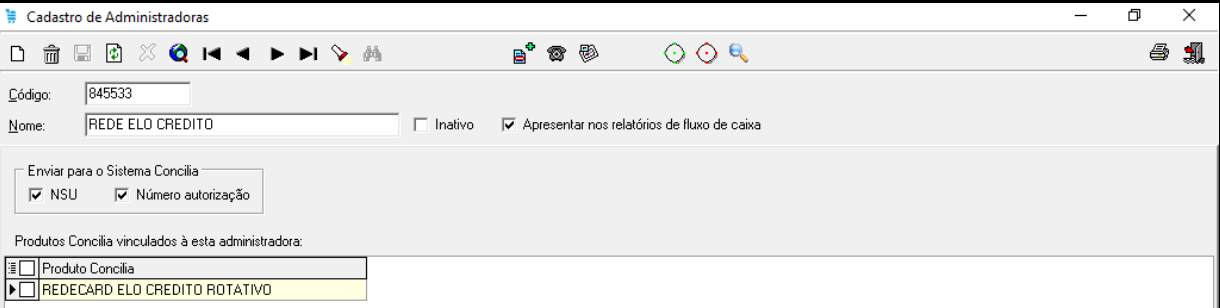 Cadastro de Administradoras
Código: 845533
Nome: REDE ELO CREDITO Inativo Apresentar nos relatórios de fluxo de caixa
Enviar para o Sistema Concilia
NSU Número autorização
Produtos Concilia vinculados à esta administradora:
Produto Concilia
REDECARD ELO CREDITO ROTATIVO